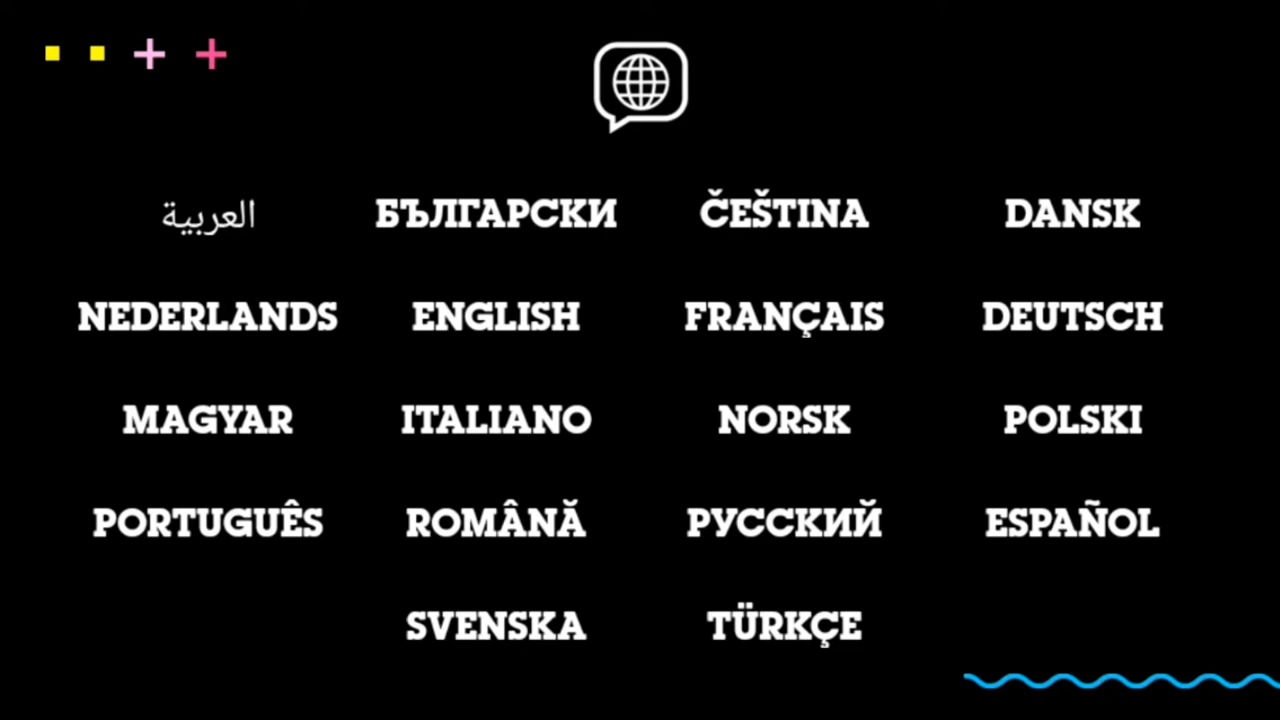 العربية БЪЛГАРСКИ ČEŠTINA DANSK
NEDERLANDS ENGLISH FRANÇAIS DEUTSCH
MAGYAR ITALIANO NORSK POLSKI
PORTUGUÊS ROMÂNĂ РУССКИЙ ESPAÑOL
SVENSKA TÜRKÇE